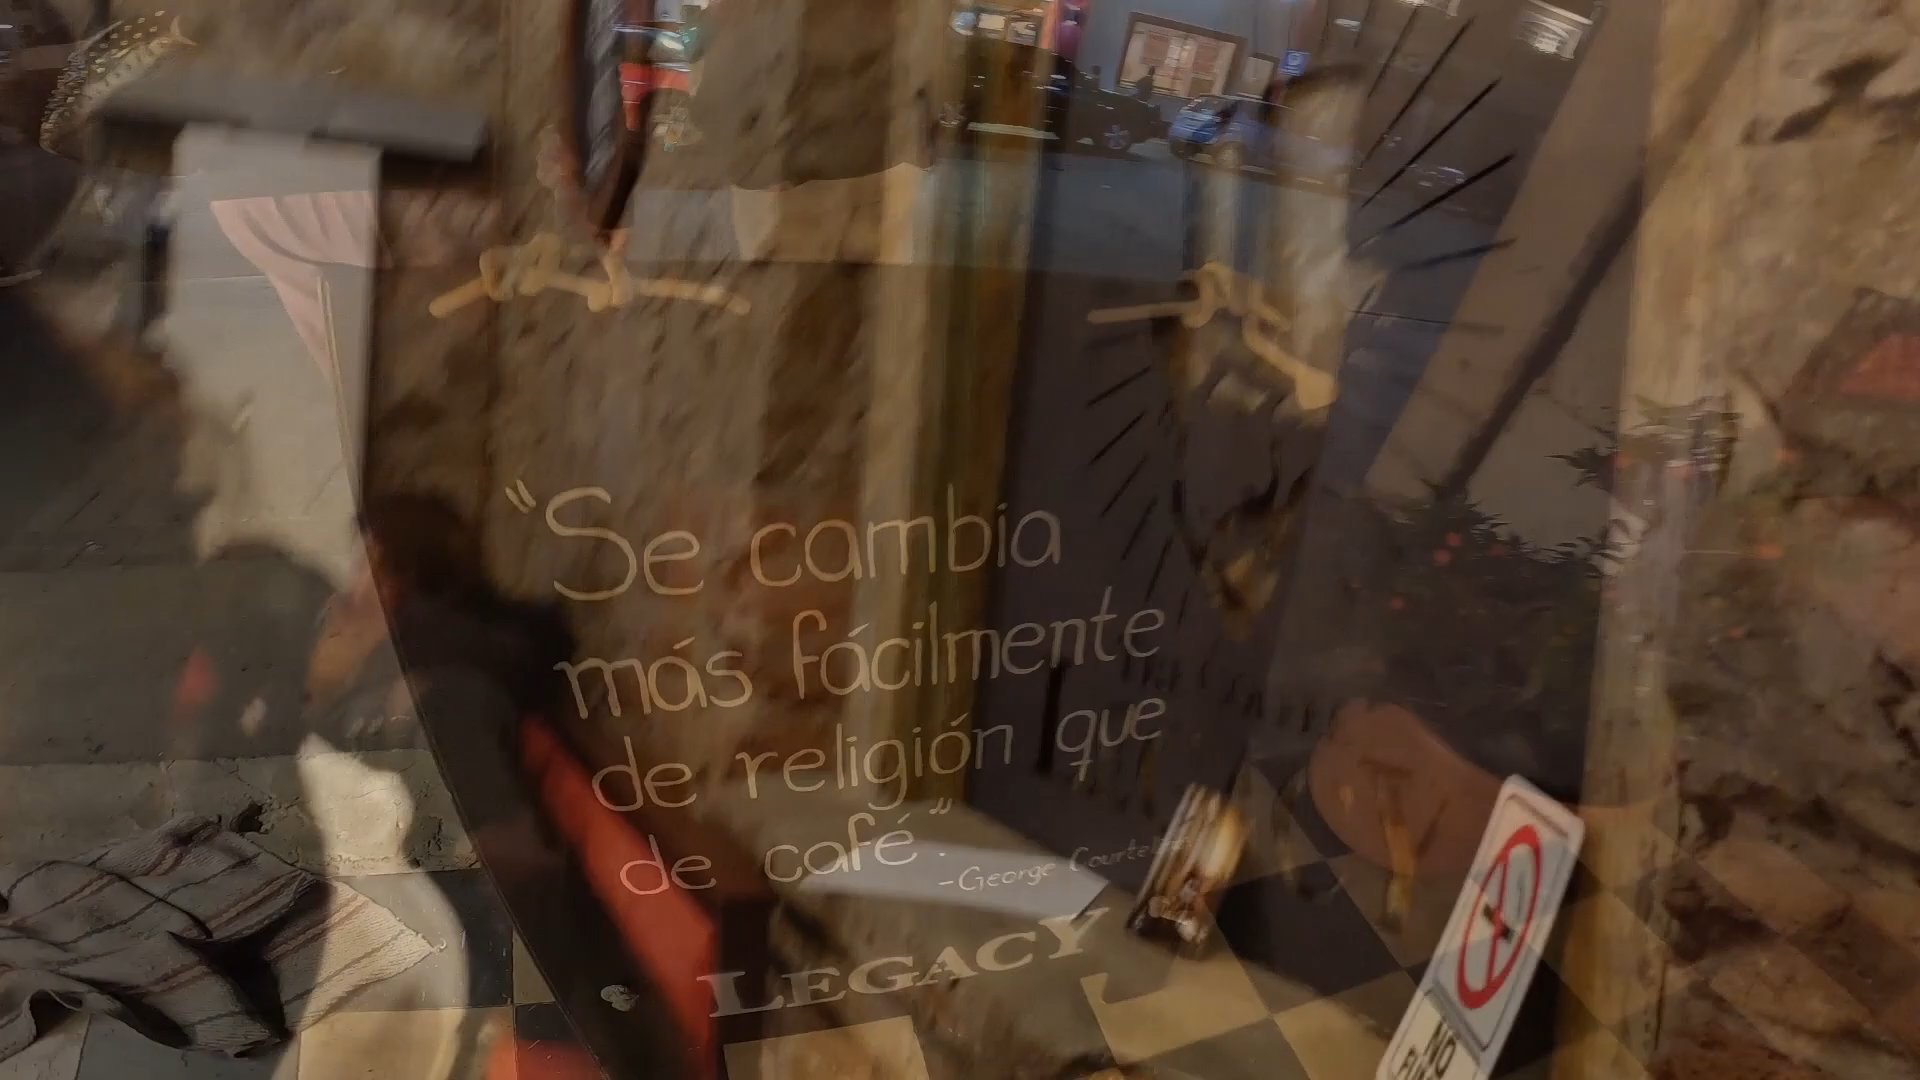 “Se cambia
más fácilmente
de religión que
de café”.
-George
LEGACY
NO